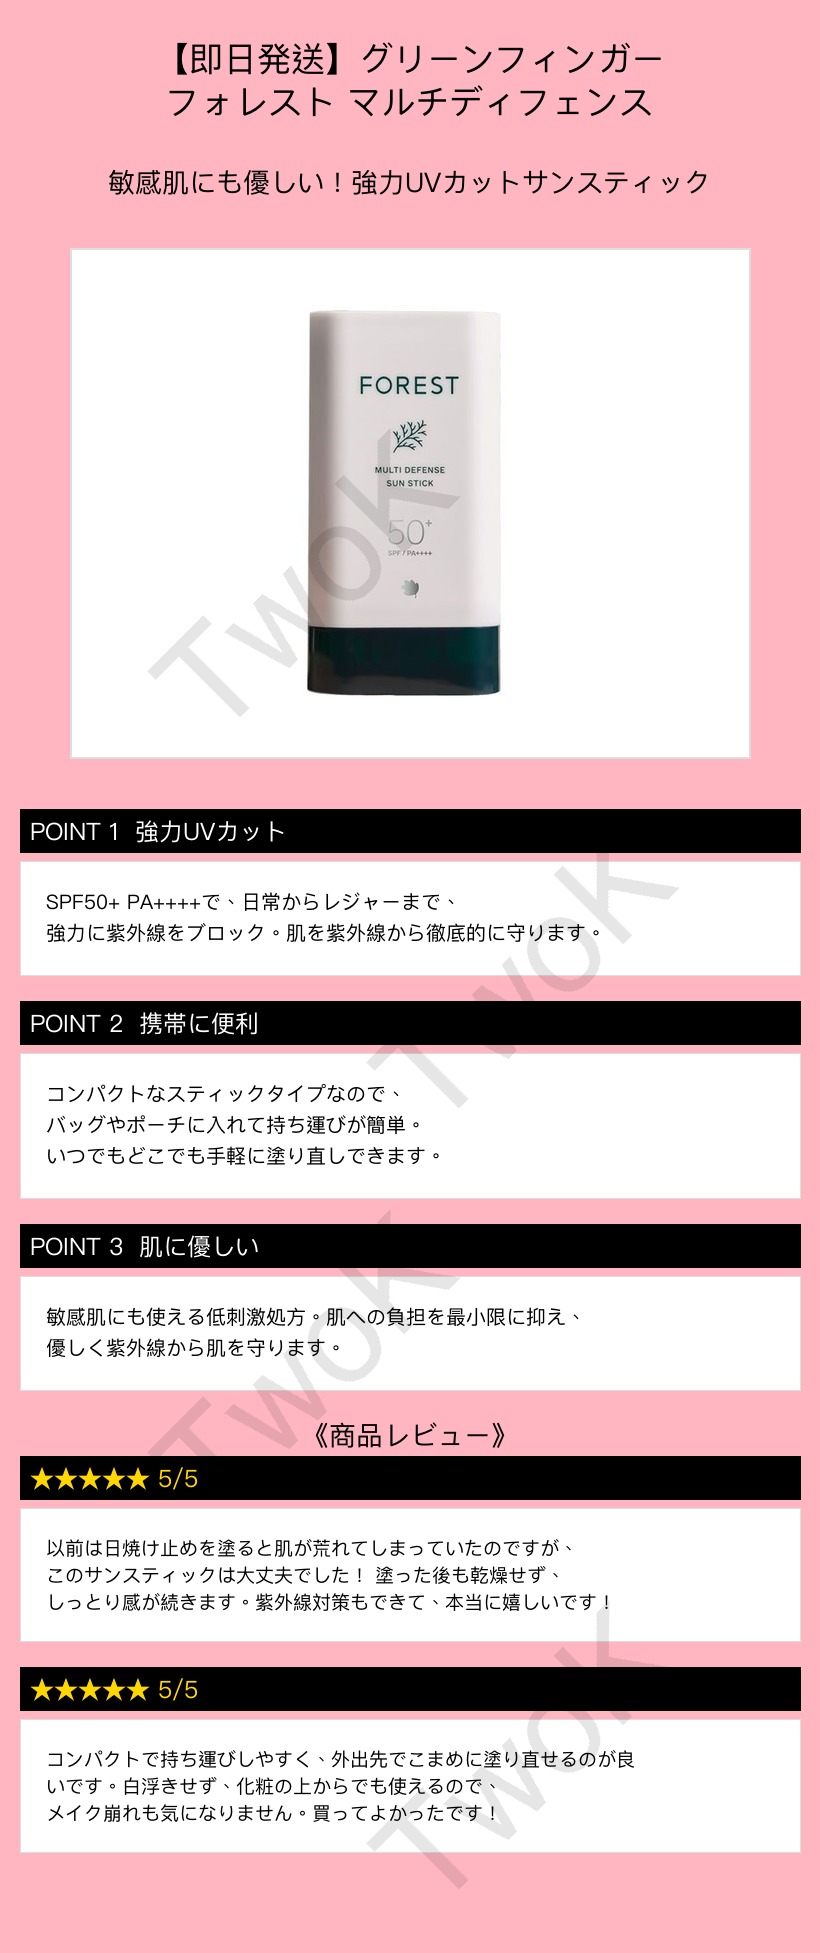 【即日発送】グリーンフィンガー
フォレスト マルチディフェンス
敏感肌にも優しい！強力UVカットサンスティック
FOREST
MULTI DEFENSE
SUN STICK
50+
SPF / PA++++
TwoK
POINT 1 強力UVカット
SPF50+ PA++++で、日常からレジャーまで、
強力に紫外線をブロック。肌を紫外線から徹底的に守ります。
TwoK
POINT 2 携帯に便利
コンパクトなスティックタイプなので、
バッグやポーチに入れて持ち運びが簡単。
いつでもどこでも手軽に塗り直しできます。
POINT 3 肌に優しい
敏感肌にも使える低刺激処方。肌への負担を最小限に抑え、
優しく紫外線から肌を守ります。
TwoK
《商品レビュー》
★★★★★ 5/5
以前は日焼け止めを塗ると肌が荒れてしまっていたのですが、
このサンスティックは大丈夫でした！ 塗った後も乾燥せず、
しっとり感が続きます。紫外線対策もできて、本当に嬉しいです！
★★★★★ 5/5
コンパクトで持ち運びしやすく、外出先でこまめに塗り直せるのが良
いです。白浮きせず、化粧の上からでも使えるので、
メイク崩れも気になりません。買ってよかったです！
TwoK